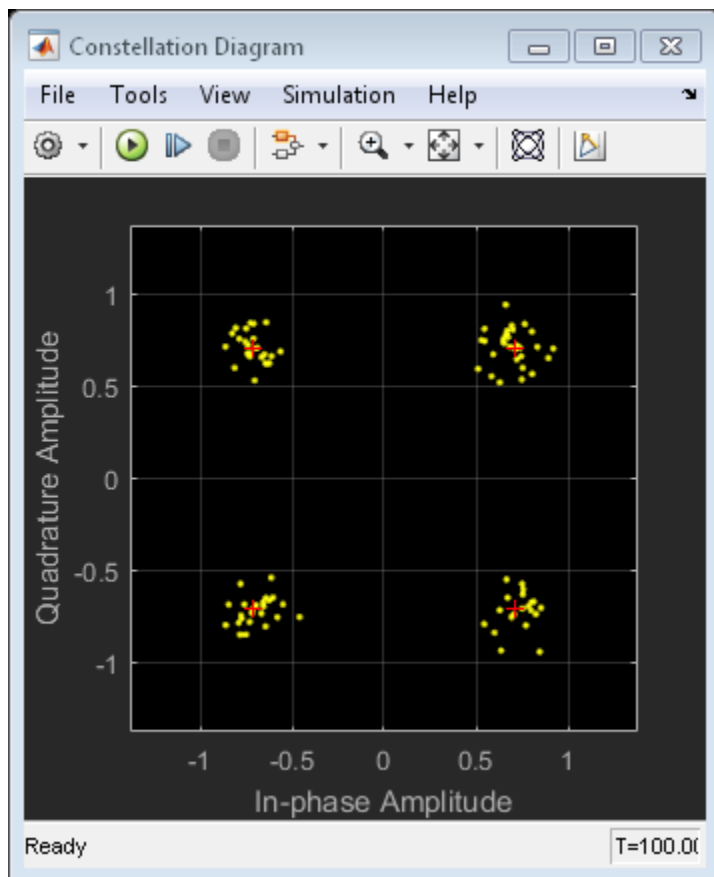 Constellation Diagram
File Tools View Simulation Help
Quadrature Amplitude
1
0.5
0
-0.5
-1
-1 -0.5 0 0.5 1
In-phase Amplitude
Ready T=100.00